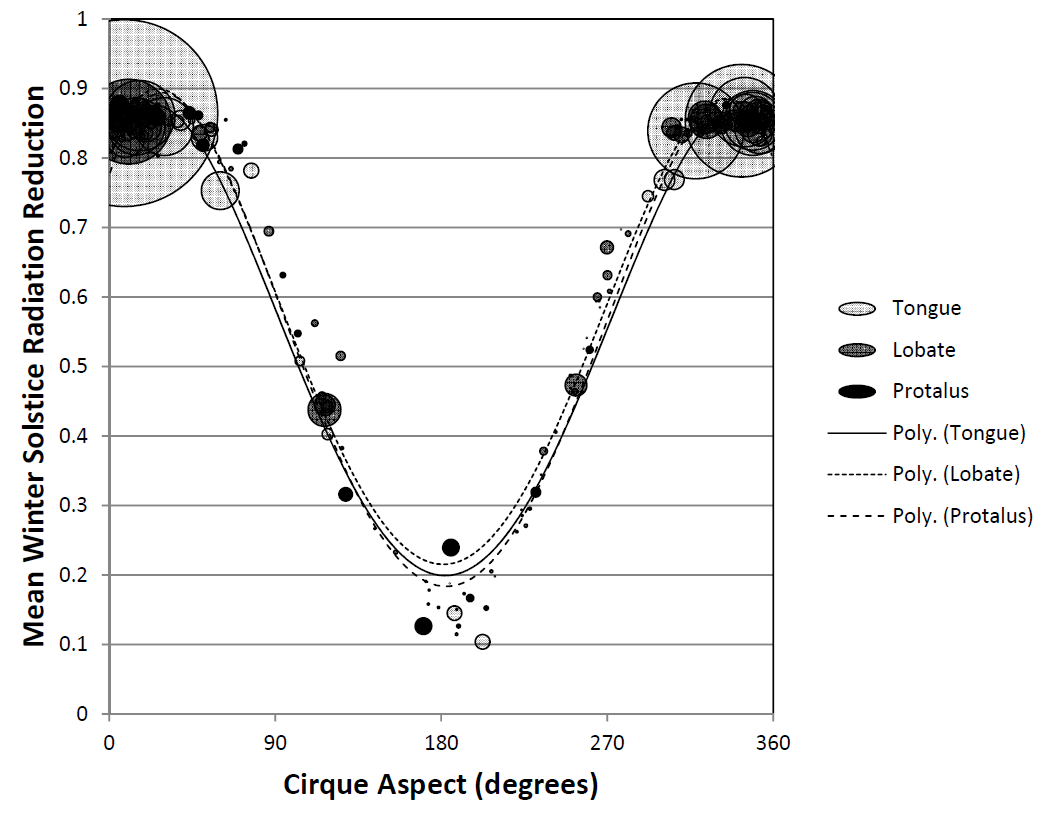 Mean Winter Solstice Radiation Reduction
1
0.9
0.8
0.7
0.6
0.5
0.4
0.3
0.2
0.1
0
0 90 180 270 360
Cirque Aspect (degrees)
Tongue
Lobate
Protalus
Poly. (Tongue)
Poly. (Lobate)
Poly. (Protalus)